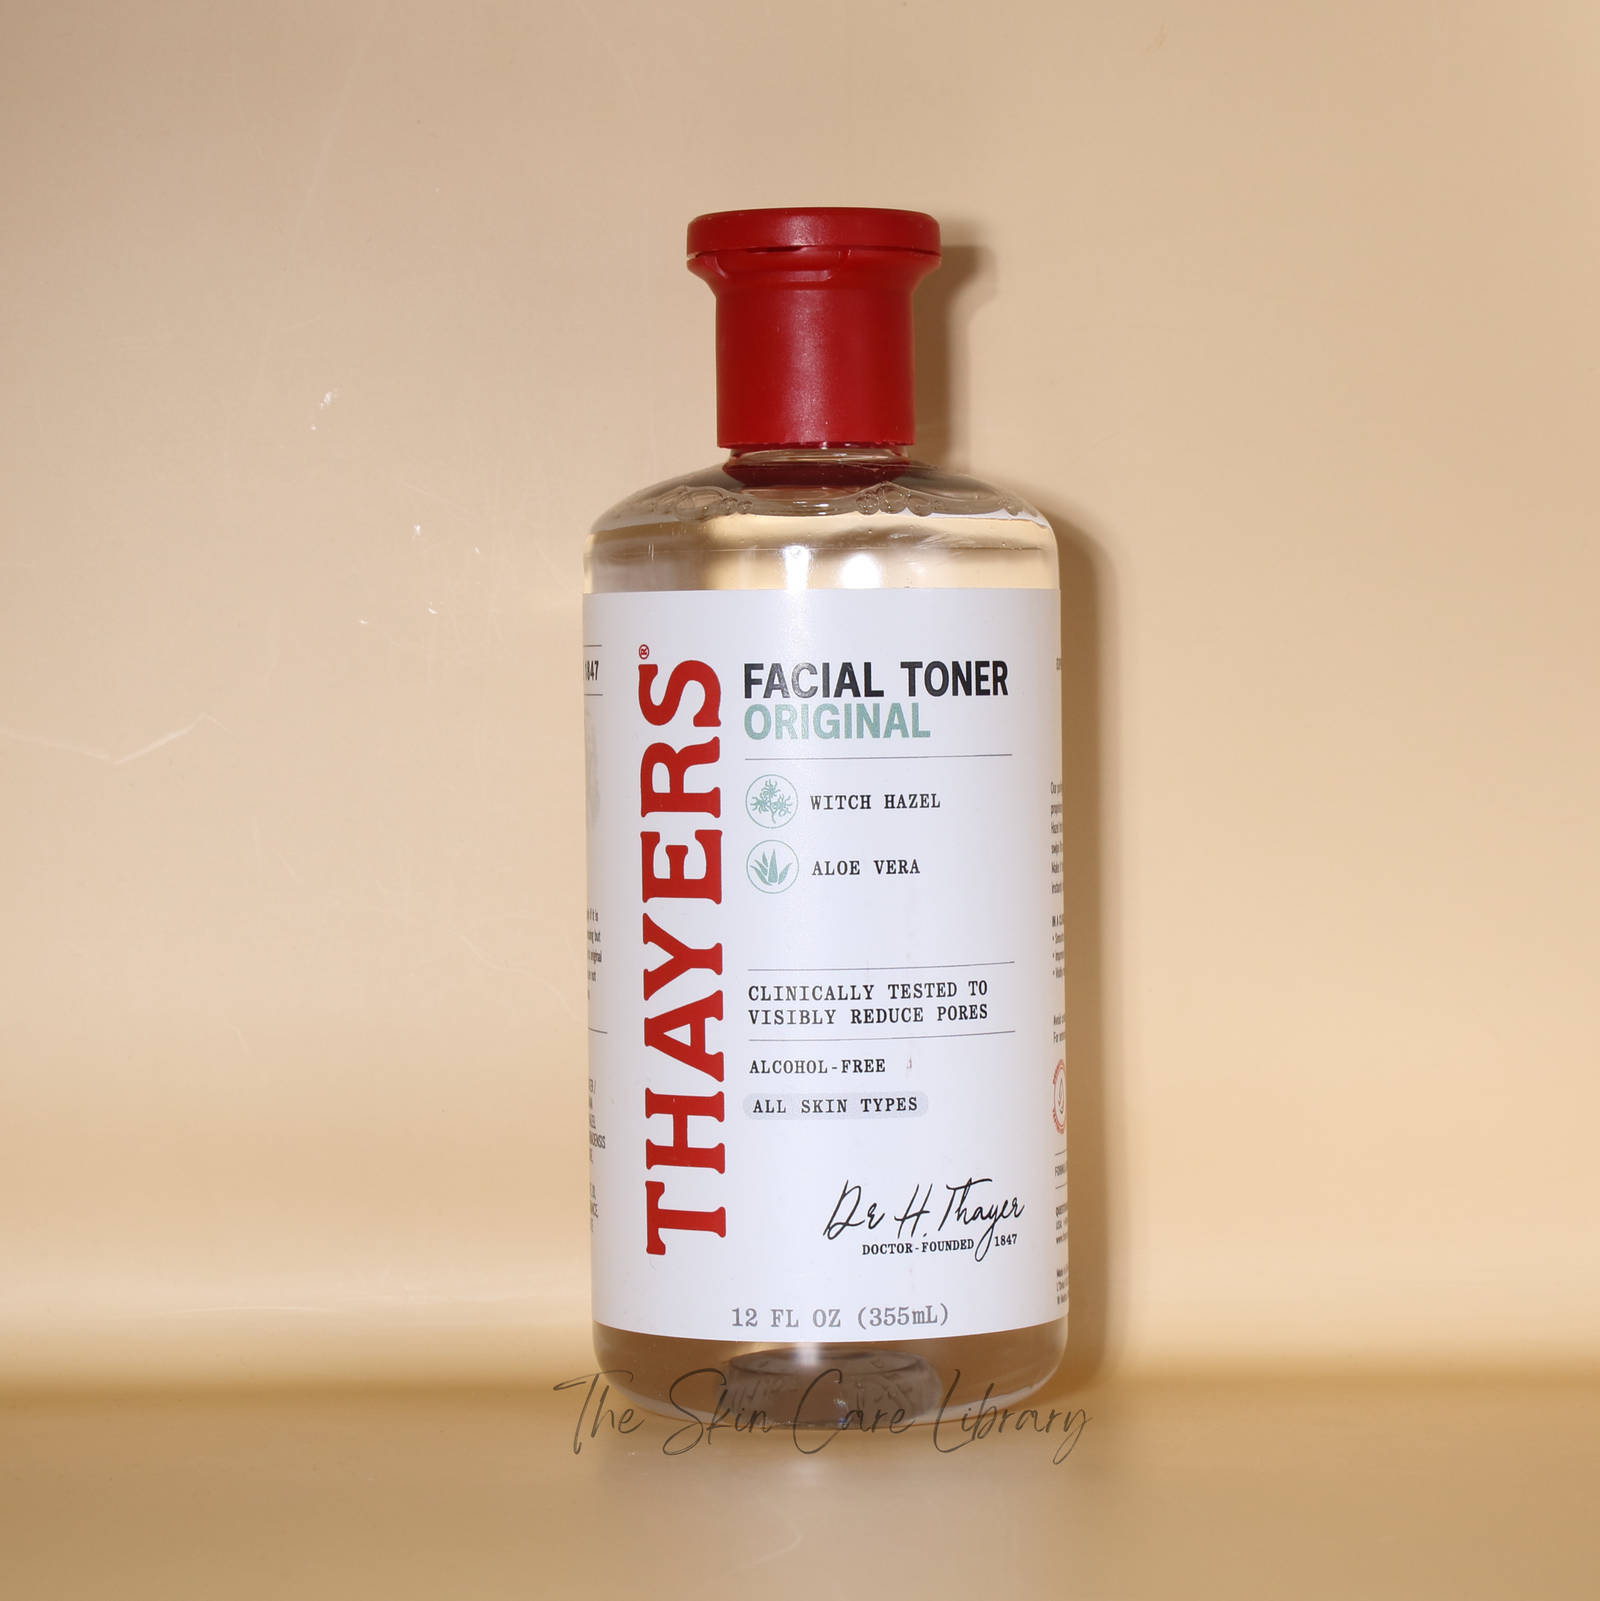 THAYERS®
FACIAL TONER
ORIGINAL
WITCH HAZEL
ALOE VERA
CLINICALLY TESTED TO
VISIBLY REDUCE PORES
ALCOHOL-FREE
ALL SKIN TYPES
Dr H. Thayer
DOCTOR-FOUNDED 1847
12 FL OZ (355mL)
1847
The Skin Care Library